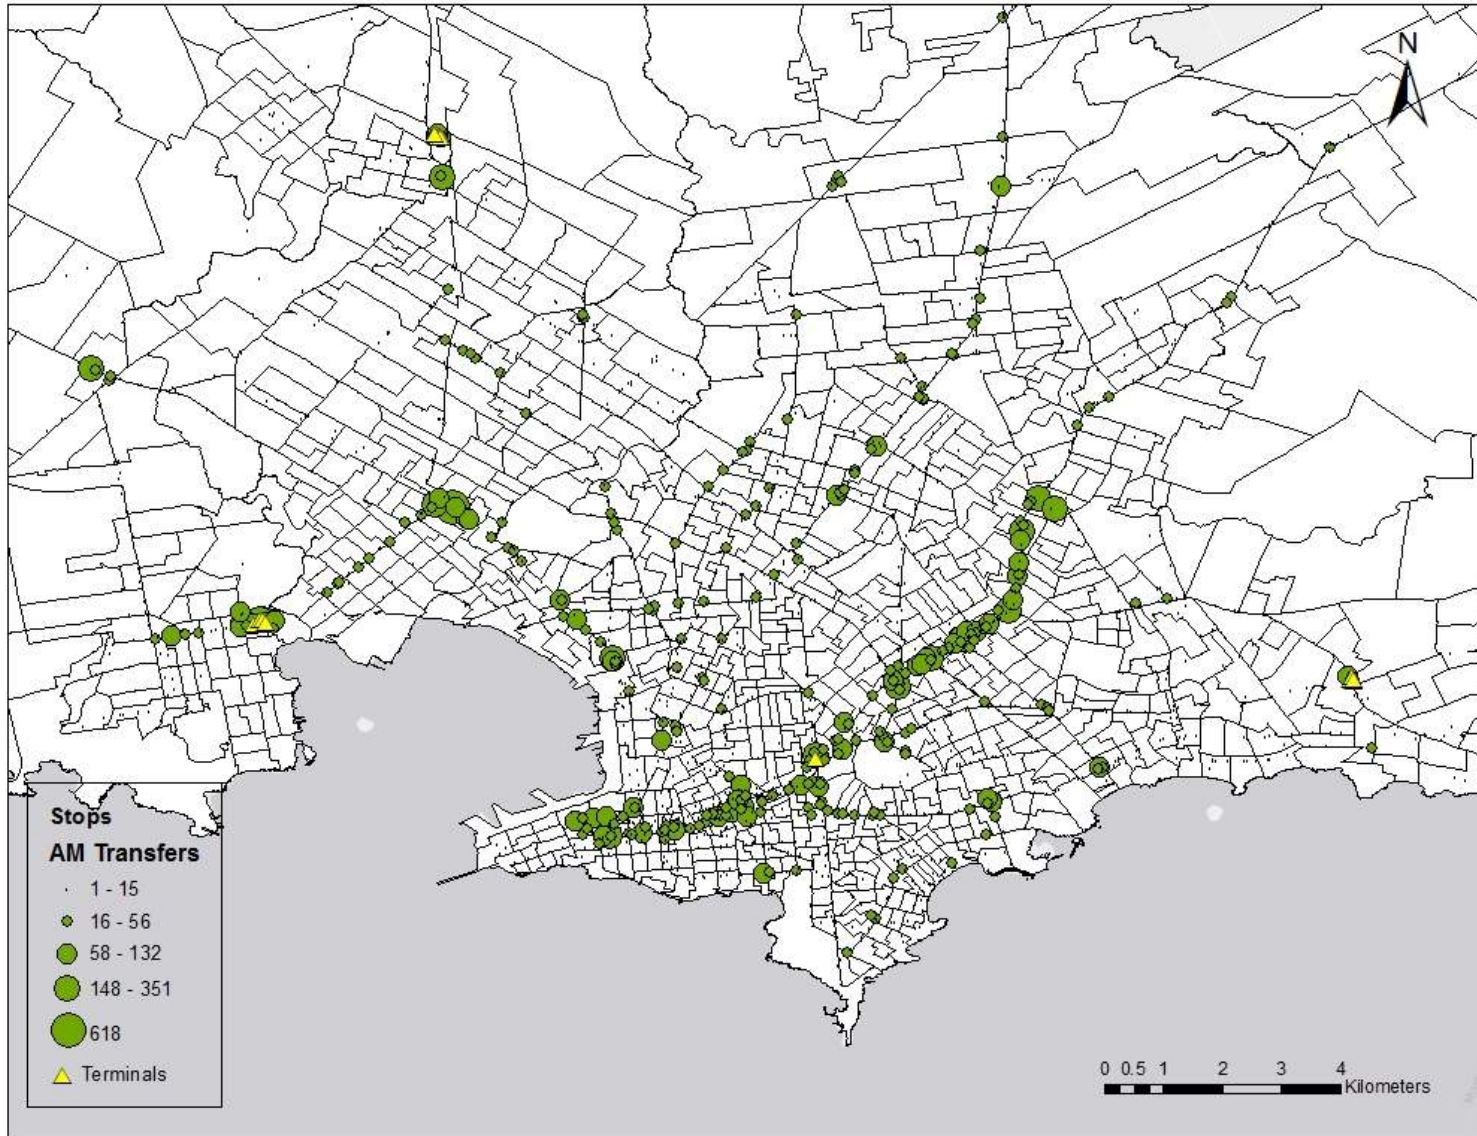 N
Stops
AM Transfers
1 - 15
16 - 56
58 - 132
148 - 351
618
Terminals
0 0.5 1 2 3 4
Kilometers